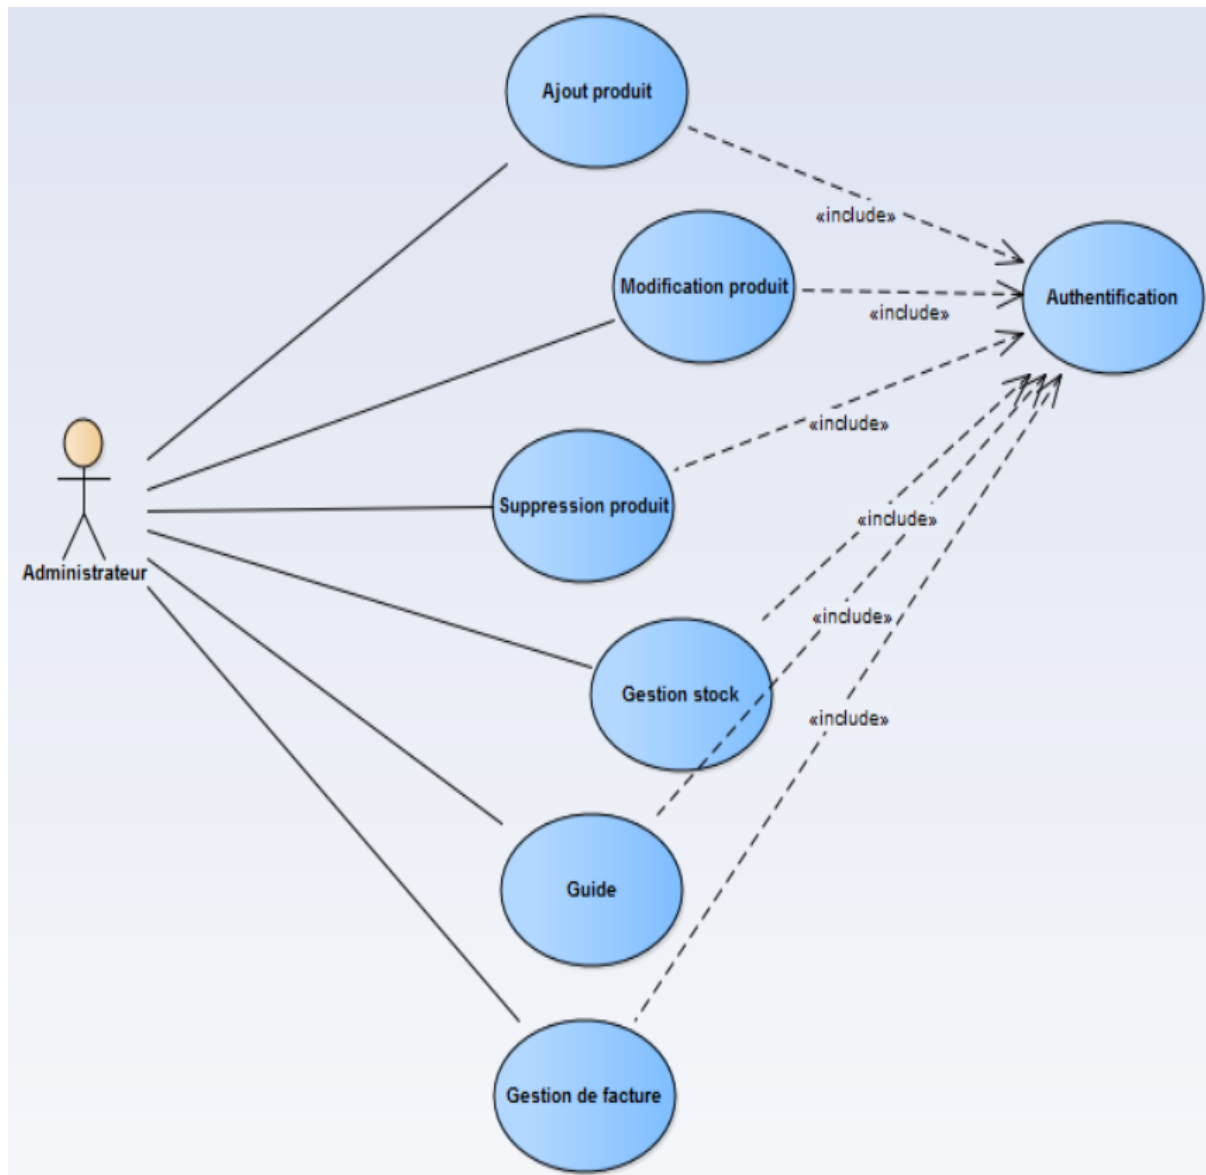 Ajout produit
«include»
Modification produit
Authentification
«include»
«include»
Suppression produit
«include»
Administrateur
«include»
Gestion stock
«include»
Guide
Gestion de facture